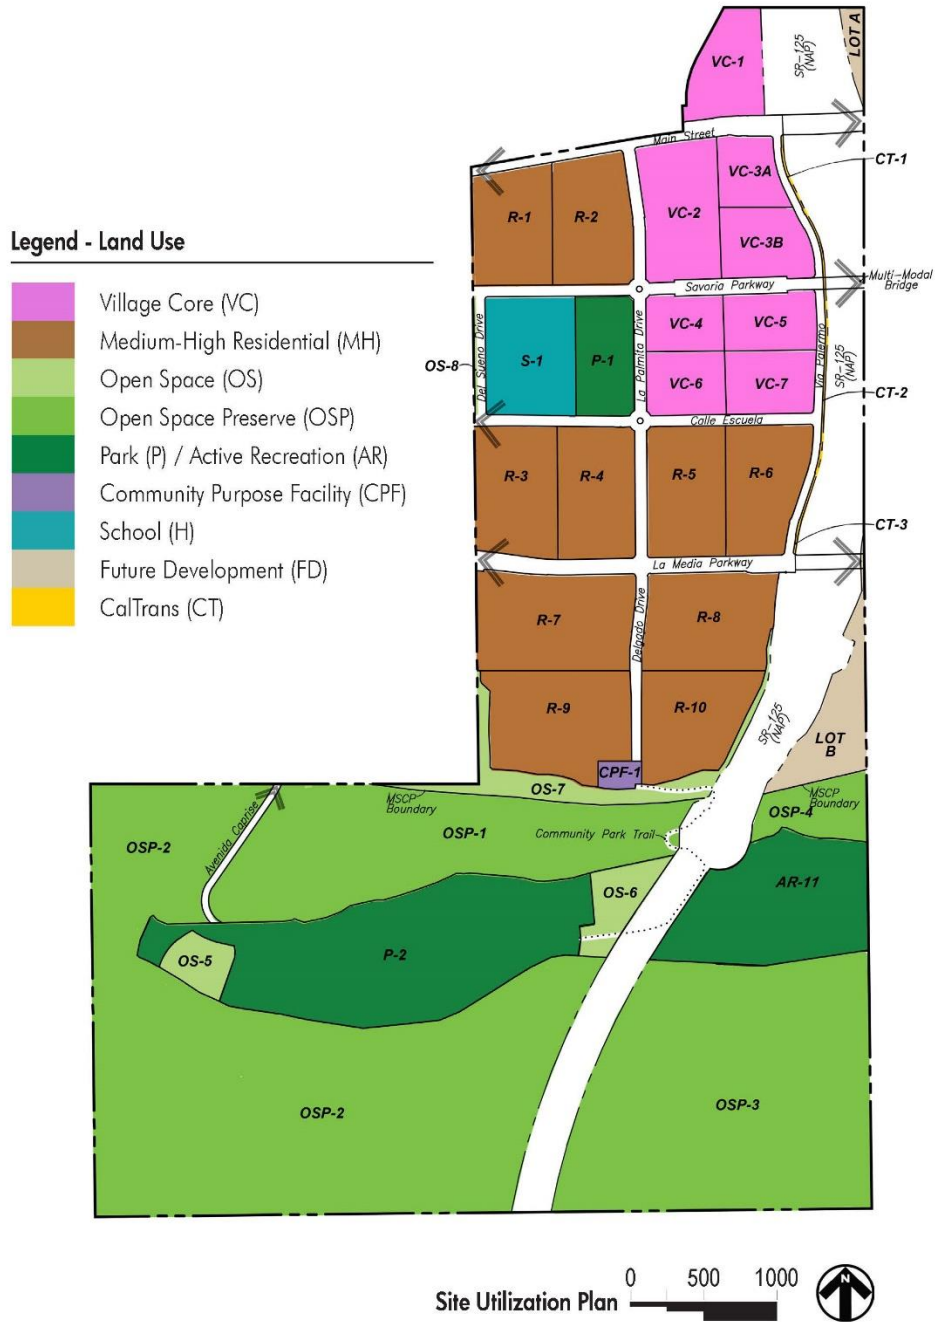 VC-1
SR-125
(NAP)
LOT A
Main Street
CT-1
VC-3A
VC-2
R-1
R-2
VC-3B
Legend - Land Use
Village Core (VC)
Medium-High Residential (MH)
Open Space (OS)
Open Space Preserve (OSP)
Park (P) / Active Recreation (AR)
Community Purpose Facility (CPF)
School (H)
Future Development (FD)
CalTrans (CT)
Multi-Modal
Bridge
Savoria Parkway
OS-8
Del Sueno Drive
S-1
P-1
La Palmita Drive
VC-4
VC-5
VC-6
VC-7
Via Palermo
SR-125
(NAP)
CT-2
Calle Escuela
R-3
R-4
R-5
R-6
CT-3
La Media Parkway
R-7
Delgado Drive
R-8
R-9
R-10
SR-125
(NAP)
LOT
B
CPF-1
OS-7
MSCP
Boundary
MSCP
Boundary
OSP-4
OSP-2
Avenida Caprise
OSP-1
Community Park Trail
AR-11
OS-6
OS-5
P-2
OSP-2
OSP-3
Site Utilization Plan
0 500 1000
N